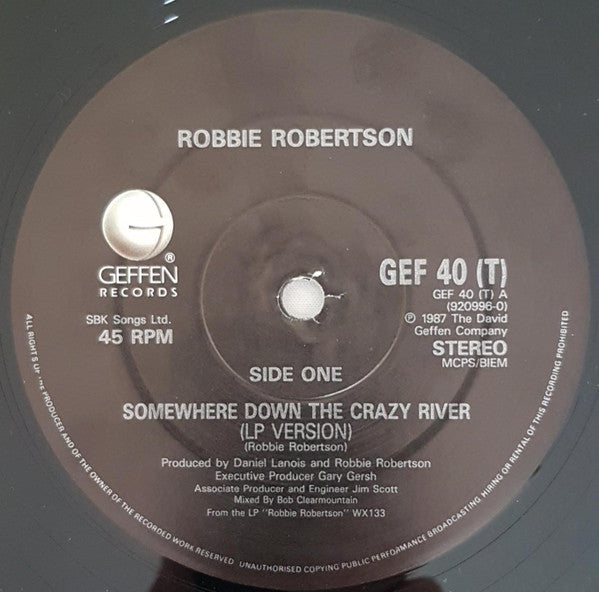 ROBBIE ROBERTSON
G
®
GEFFEN
RECORDS
SBK Songs Ltd.
45 RPM
GEF 40 (T)
GEF 40 (T) A
(920996-0)
℗ 1987 The David
Geffen Company
STEREO
MCPS/BIEM
SIDE ONE
SOMEWHERE DOWN THE CRAZY RIVER
(LP VERSION)
(Robbie Robertson)
Produced by Daniel Lanois and Robbie Robertson
Executive Producer Gary Gersh
Associate Producer and Engineer Jim Scott
Mixed By Bob Clearmountain
From the LP "Robbie Robertson" WX133
ALL RIGHTS PRODUCER AND OF THE OWNER OF THE RECORDED WORK RESERVED UNAUTHORISED COPYING PUBLIC PERFORMANCE BROADCASTING HIRING OR RENTAL OF THIS RECORDING PROHIBITED